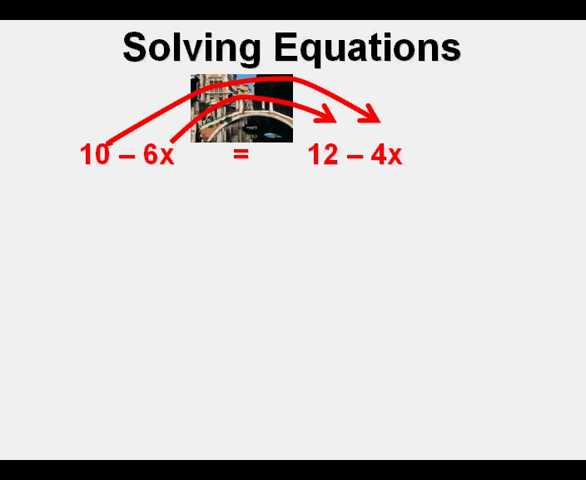 Solving Equations
10 – 6x = 12 – 4x